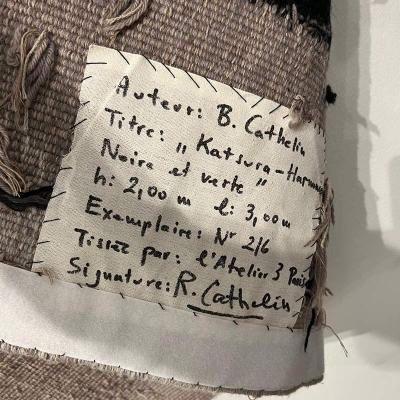 Auteur: B. Cathelin
Titre: „ Katsura-Harmonie
Noire et verte "
h: 2,00 m l: 3,00 m
Exemplaire: Nr 2/6
Tissée par: l'Atelier 3 Paris
Signature: R. Cathelin